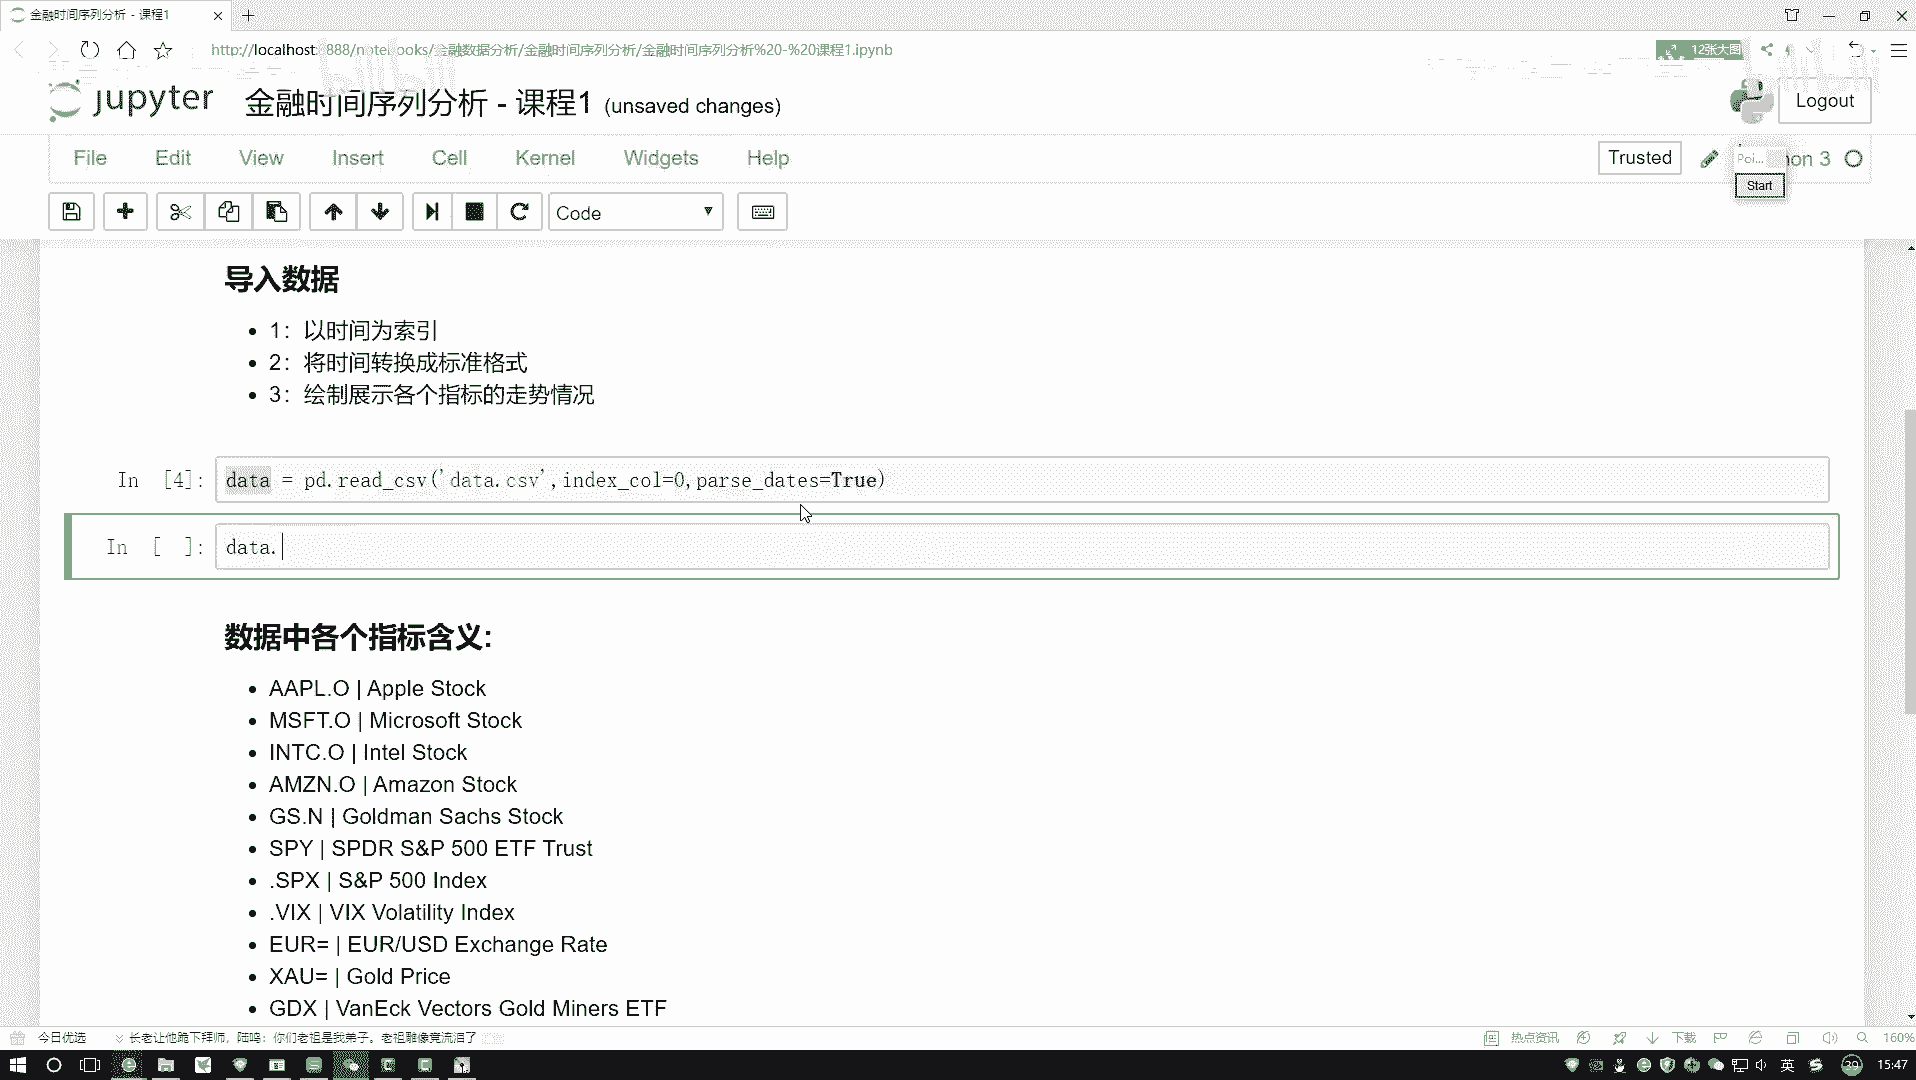 金融时间序列分析 - 课程1
http://localhost:8888/notebooks/金融数据分析/金融时间序列分析/金融时间序列分析%20-%20课程1.ipynb
12张大图
jupyter 金融时间序列分析 - 课程1 (unsaved changes)
Logout
File Edit View Insert Cell Kernel Widgets Help
Trusted
Poi...
on 3
Start
Code
导入数据
1：以时间为索引
2：将时间转换成标准格式
3：绘制展示各个指标的走势情况
In [4]: data = pd.read_csv('data.csv',index_col=0,parse_dates=True)
In [ ]: data.
数据中各个指标含义:
AAPL.O | Apple Stock
MSFT.O | Microsoft Stock
INTC.O | Intel Stock
AMZN.O | Amazon Stock
GS.N | Goldman Sachs Stock
SPY | SPDR S&P 500 ETF Trust
.SPX | S&P 500 Index
.VIX | VIX Volatility Index
EUR= | EUR/USD Exchange Rate
XAU= | Gold Price
GDX | VanEck Vectors Gold Miners ETF
今日优选
长老让他跪下拜师，陆鸣：你们老祖是我弟子。老祖雕像竟流泪了
热点资讯
下载
160%
英
29
15:47